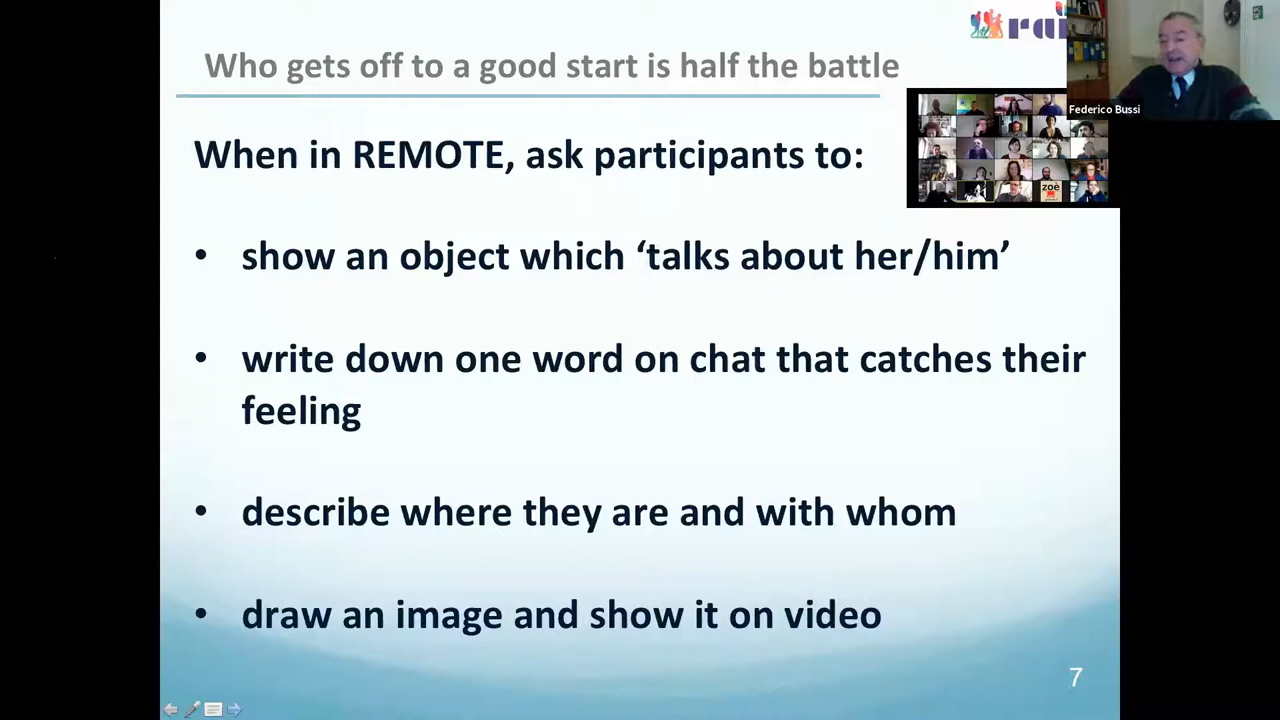 Who gets off to a good start is half the battle
rai
Federico Bussi
When in REMOTE, ask participants to:
zoè
• show an object which ‘talks about her/him’
• write down one word on chat that catches their
feeling
• describe where they are and with whom
• draw an image and show it on video
7